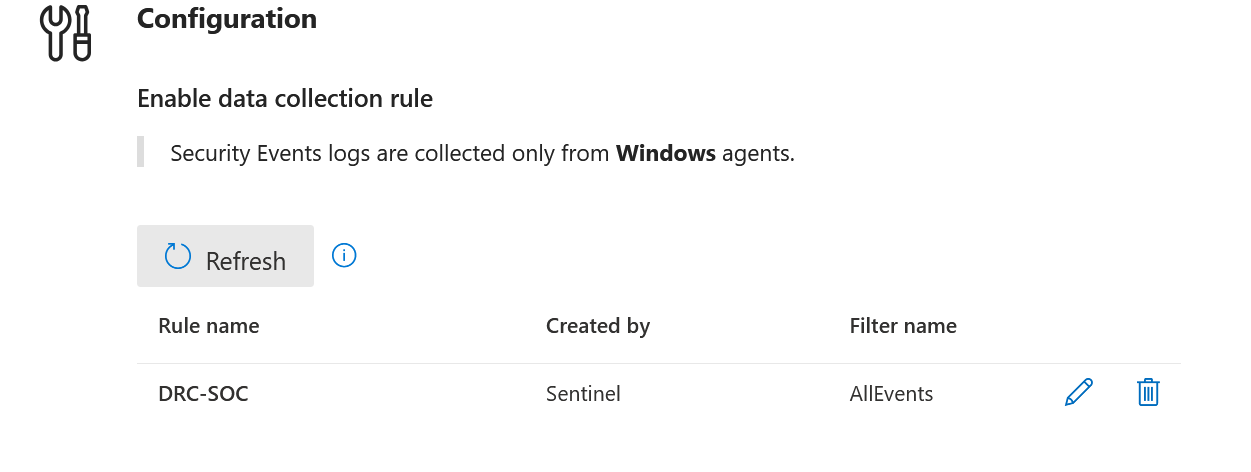 Configuration
Enable data collection rule
Security Events logs are collected only from Windows agents.
Refresh
Rule name Created by Filter name
DRC-SOC Sentinel AllEvents